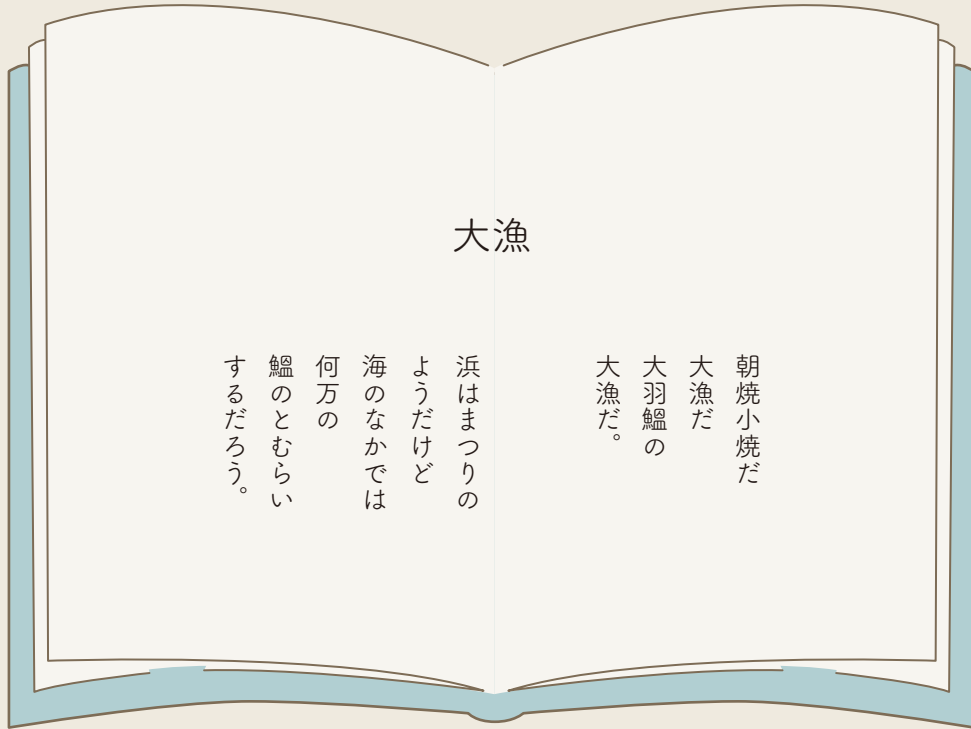 大漁
朝焼小焼だ
大漁だ
大羽鰮の
大漁だ。
浜はまつりの
ようだけど
海のなかでは
何万の
鰮のとむらい
するだろう。